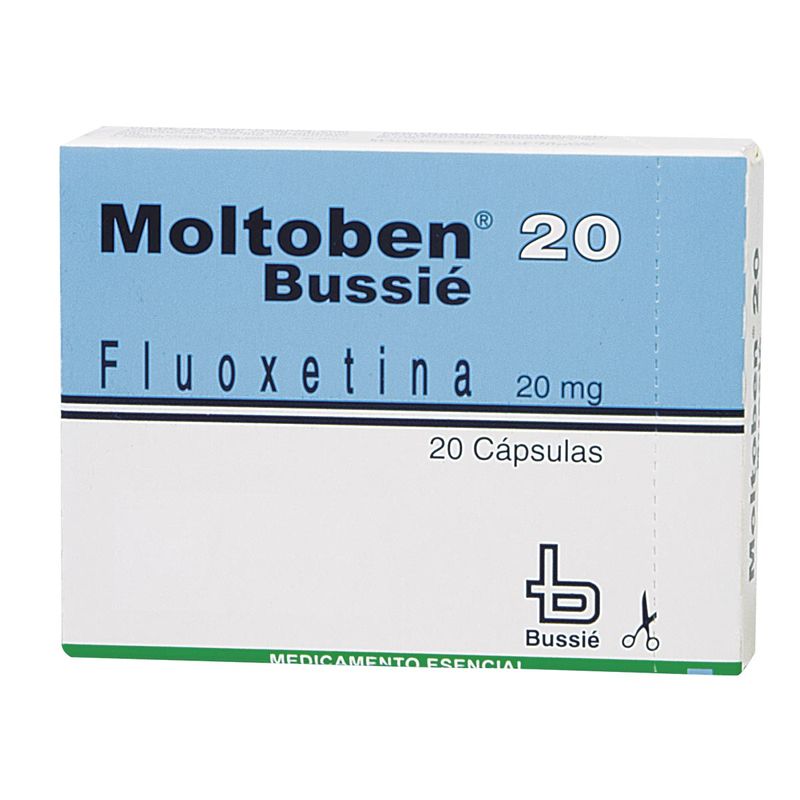 Moltoben® 20
Bussié
Fluoxetina 20 mg
20 Cápsulas
Bussié
MEDICAMENTO ESENCIAL
Moltoben® 20